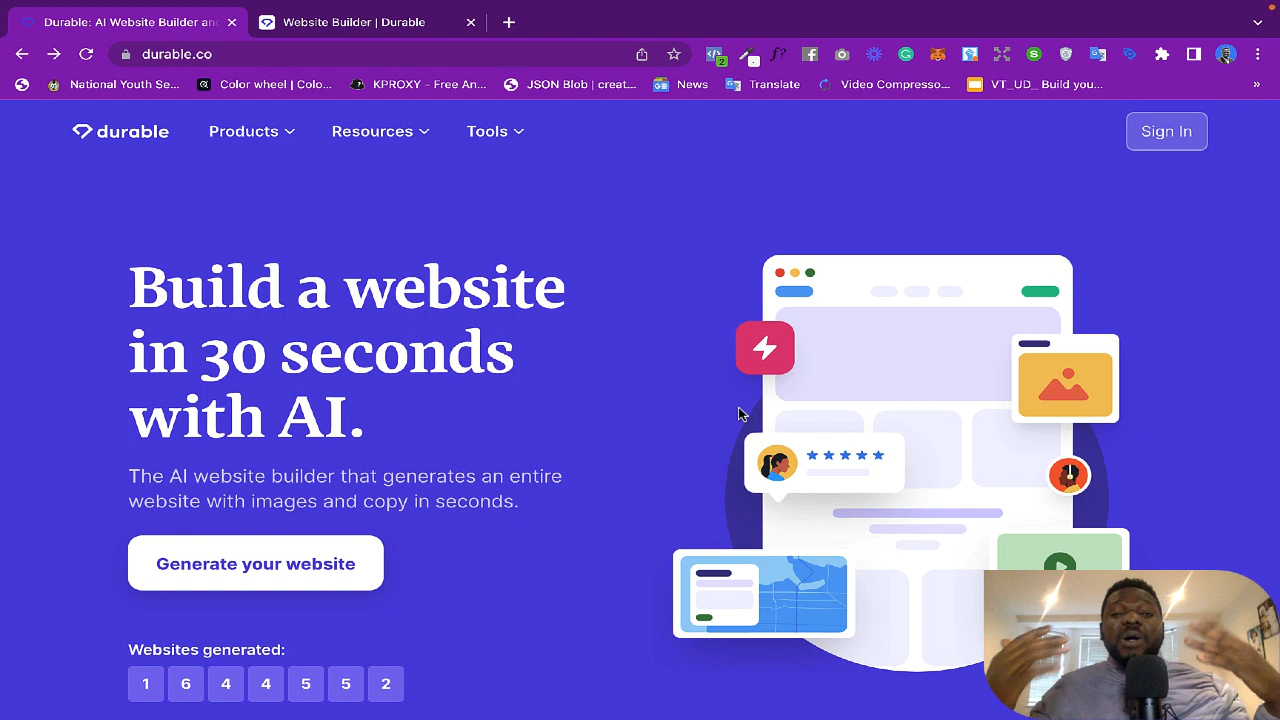 Durable: AI Website Builder an
Website Builder | Durable
durable.co
2
National Youth Se...
Color wheel | Colo...
KPROXY - Free An...
JSON Blob | creat...
News
Translate
Video Compresso...
VT_UD_ Build you...
»
durable
Products
Resources
Tools
Sign In
Build a website
in 30 seconds
with AI.
The AI website builder that generates an entire
website with images and copy in seconds.
Generate your website
Websites generated:
1 6 4 4 5 5 2